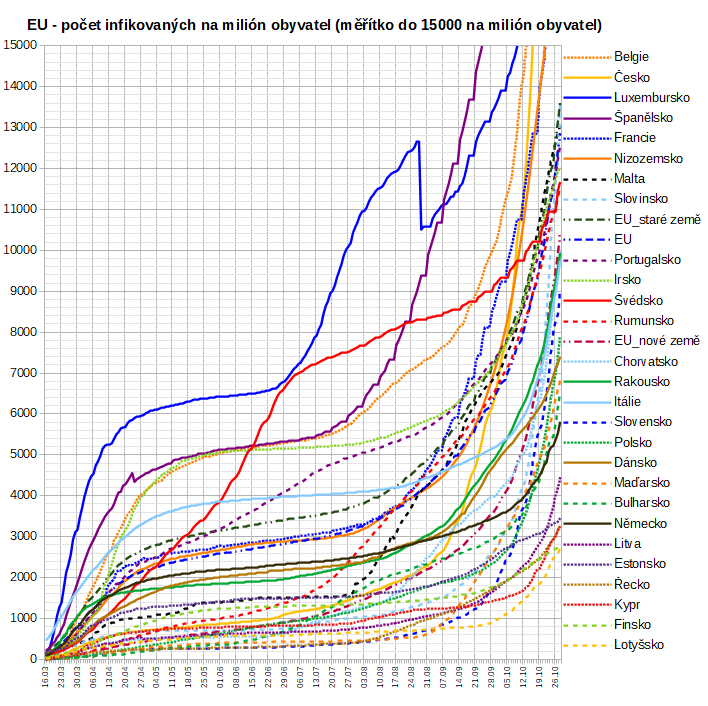 EU - počet infikovaných na milión obyvatel (měřítko do 15000 na milión obyvatel)
15000
14000
13000
12000
11000
10000
9000
8000
7000
6000
5000
4000
3000
2000
1000
0
16.03
23.03
30.03
06.04
13.04
20.04
27.04
04.05
11.05
18.05
25.05
01.06
08.06
15.06
22.06
29.06
06.07
13.07
20.07
27.07
03.08
10.08
17.08
24.08
31.08
07.09
14.09
21.09
28.09
05.10
12.10
19.10
26.10
Belgie
Česko
Luxembursko
Španělsko
Francie
Nizozemsko
Malta
Slovinsko
EU_staré země
EU
Portugalsko
Irsko
Švédsko
Rumunsko
EU_nové země
Chorvatsko
Rakousko
Itálie
Slovensko
Polsko
Dánsko
Maďarsko
Bulharsko
Německo
Litva
Estonsko
Řecko
Kypr
Finsko
Lotyšsko